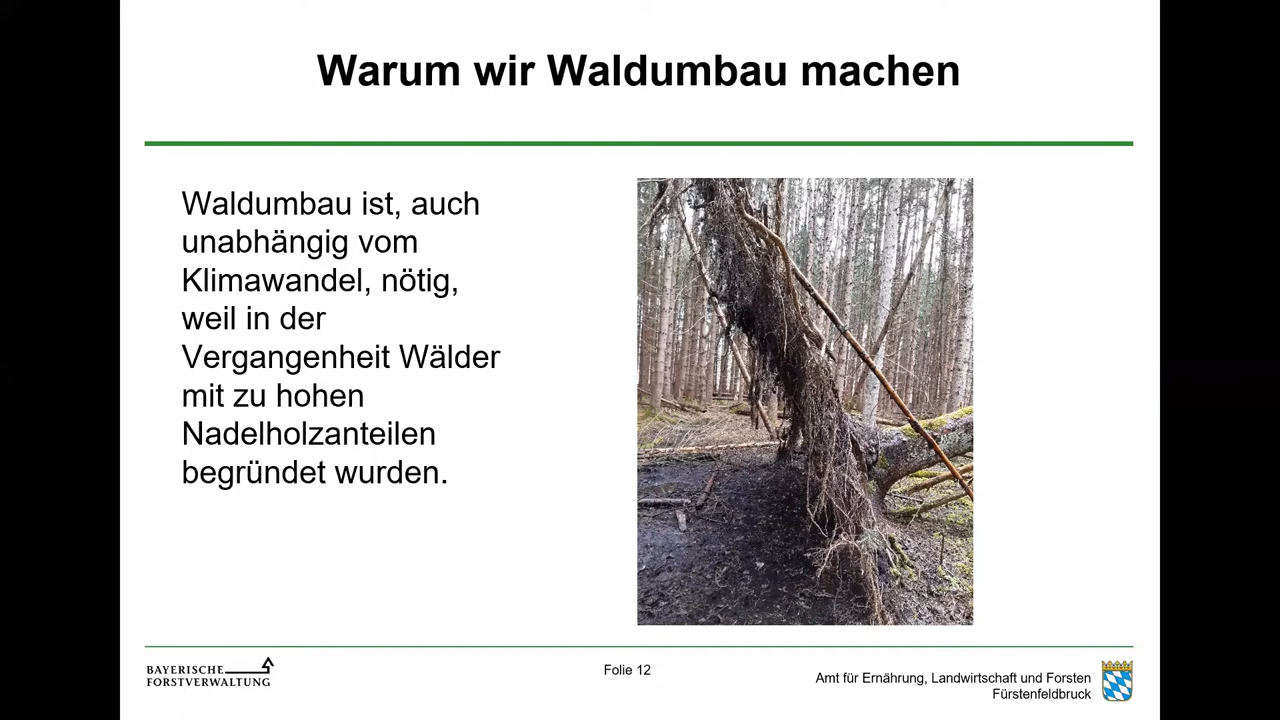 Warum wir Waldumbau machen
Waldumbau ist, auch
unabhängig vom
Klimawandel, nötig,
weil in der
Vergangenheit Wälder
mit zu hohen
Nadelholzanteilen
begründet wurden.
BAYERISCHE
FORSTVERWALTUNG
Folie 12
Amt für Ernährung, Landwirtschaft und Forsten
Fürstenfeldbruck